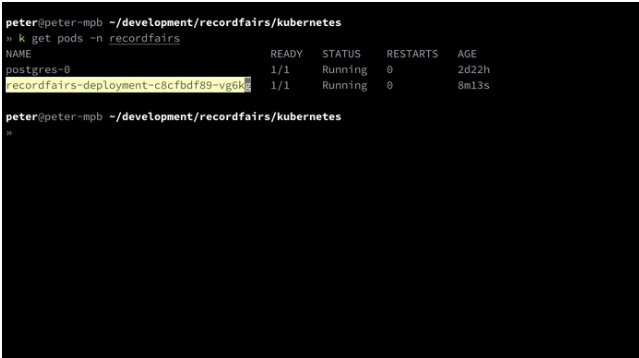 peter@peter-mpb ~/development/recordfairs/kubernetes
» k get pods -n recordfairs
NAME READY STATUS RESTARTS AGE
postgres-0 1/1 Running 0 2d22h
recordfairs-deployment-c8cfbdf89-vg6kg 1/1 Running 0 8m13s
peter@peter-mpb ~/development/recordfairs/kubernetes
»